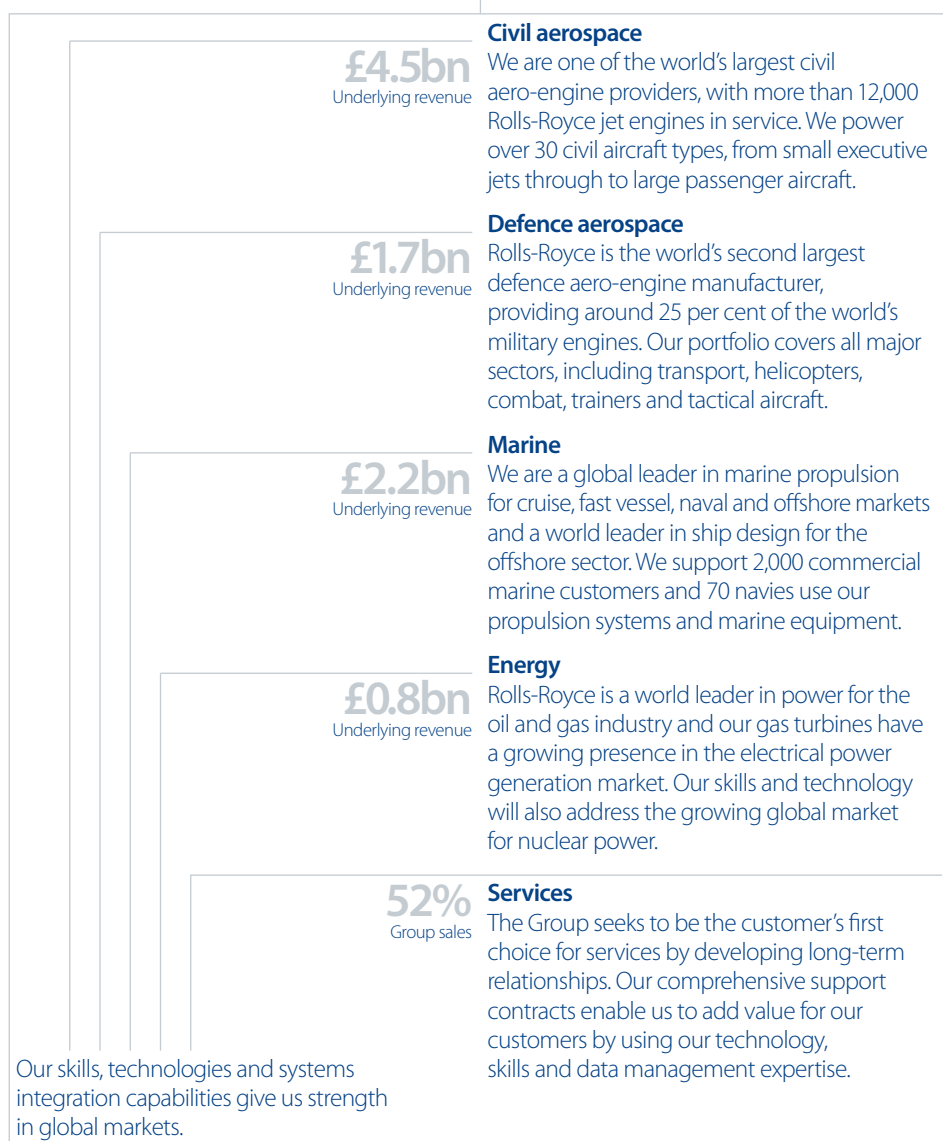 Civil aerospace
£4.5bn
Underlying revenue
We are one of the world's largest civil
aero-engine providers, with more than 12,000
Rolls-Royce jet engines in service. We power
over 30 civil aircraft types, from small executive
jets through to large passenger aircraft.
Defence aerospace
£1.7bn
Underlying revenue
Rolls-Royce is the world's second largest
defence aero-engine manufacturer,
providing around 25 per cent of the world's
military engines. Our portfolio covers all major
sectors, including transport, helicopters,
combat, trainers and tactical aircraft.
Marine
£2.2bn
Underlying revenue
We are a global leader in marine propulsion
for cruise, fast vessel, naval and offshore markets
and a world leader in ship design for the
offshore sector. We support 2,000 commercial
marine customers and 70 navies use our
propulsion systems and marine equipment.
Energy
£0.8bn
Underlying revenue
Rolls-Royce is a world leader in power for the
oil and gas industry and our gas turbines have
a growing presence in the electrical power
generation market. Our skills and technology
will also address the growing global market
for nuclear power.
Services
52%
Group sales
The Group seeks to be the customer's first
choice for services by developing long-term
relationships. Our comprehensive support
contracts enable us to add value for our
customers by using our technology,
skills and data management expertise.
Our skills, technologies and systems
integration capabilities give us strength
in global markets.